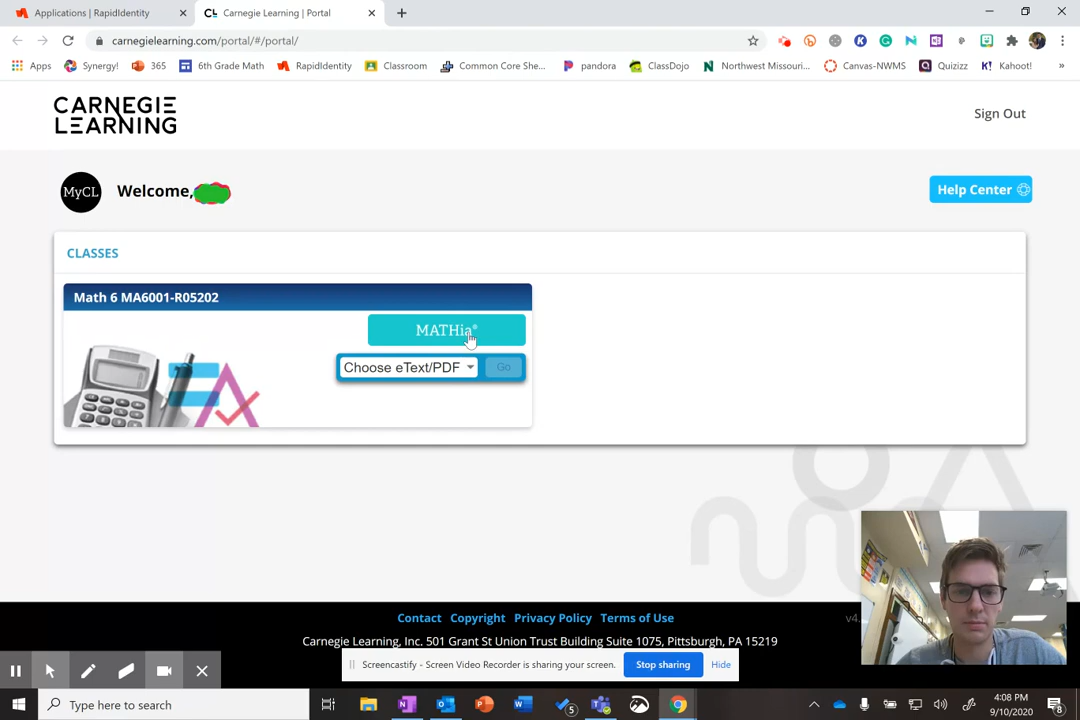 Applications | RapidIdentity
Carnegie Learning | Portal
carnegielearning.com/portal/#/portal/
Apps
Synergy!
365
6th Grade Math
RapidIdentity
Classroom
Common Core She...
pandora
ClassDojo
Northwest Missouri...
Canvas-NWMS
Quizizz
Kahoot!
CARNEGIE
LEARNING
Sign Out
MyCL
Welcome,
Help Center
CLASSES
Math 6 MA6001-R05202
MATHia®
Choose eText/PDF
Go
Contact Copyright Privacy Policy Terms of Use
v4.
Carnegie Learning, Inc. 501 Grant St Union Trust Building Suite 1075, Pittsburgh, PA 15219
Screencastify - Screen Video Recorder is sharing your screen.
Stop sharing
Hide
Type here to search
5
4:08 PM
9/10/2020
8